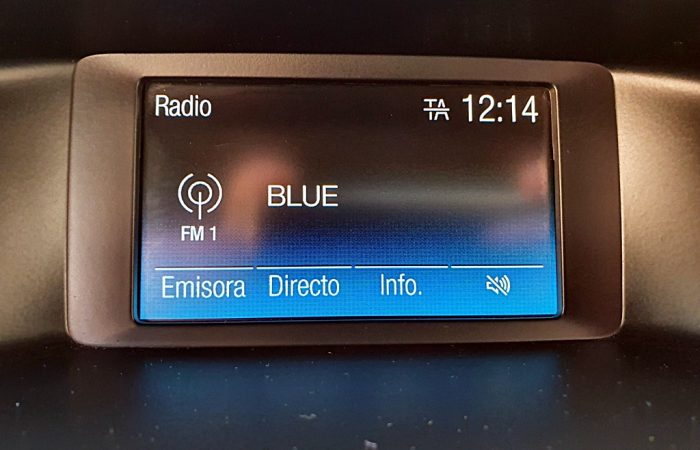 Radio TA 12:14
BLUE
FM 1
Emisora Directo Info.